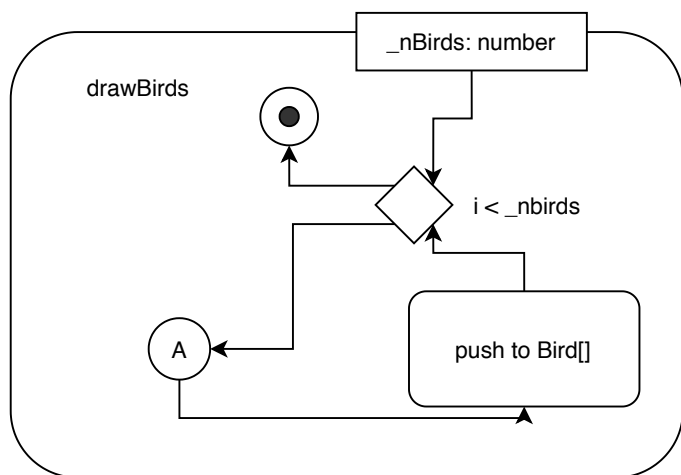 _nBirds: number
drawBirds
i < _nbirds
A
push to Bird[]